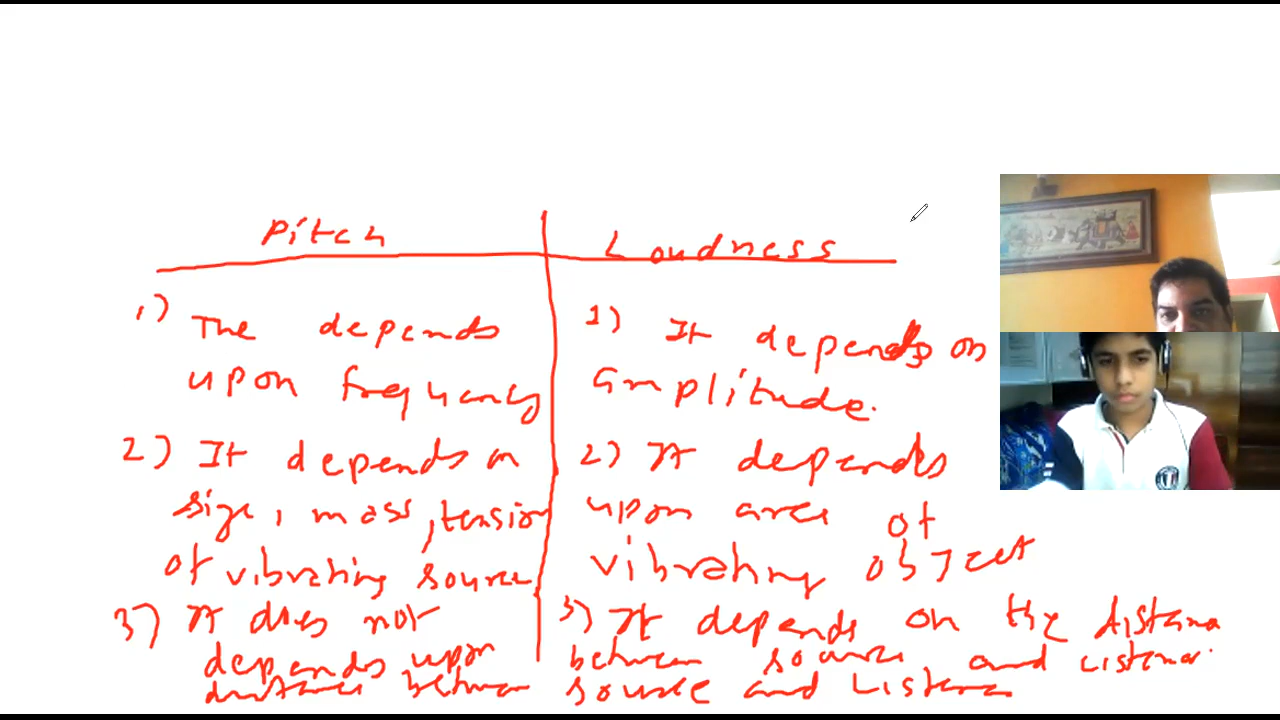 Pitch
Loudness
1) The depends
upon frequency
2) It depends on
size, mass, tension
of vibrating source
3) It does not
depends upon
distance between source and Listener
1) It depends on
amplitude.
2) It depends
upon area of
vibrating object
3) It depends on the distance
between source, and Listener.